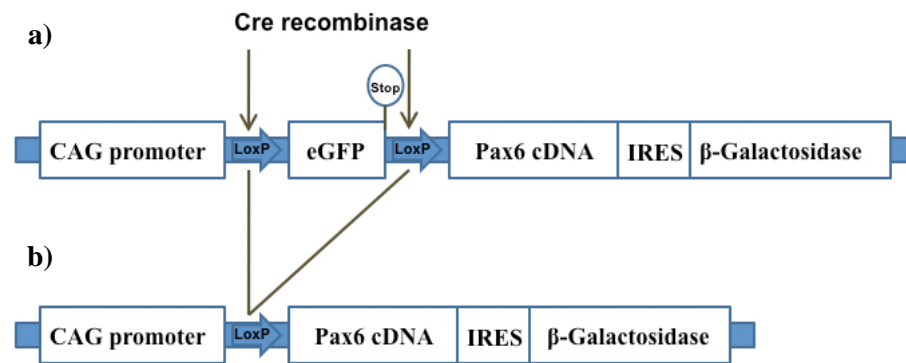 Cre recombinase
a)
Stop
CAG promoter LoxP eGFP LoxP Pax6 cDNA IRES β-Galactosidase
b)
CAG promoter LoxP Pax6 cDNA IRES β-Galactosidase